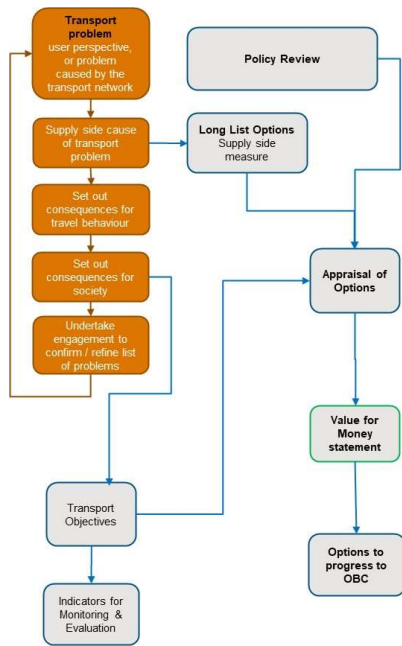 Transport
problem
user perspective,
or problem
caused by the
transport network
Policy Review
Supply side cause
of transport
problem
Long List Options
Supply side
measure
Set out
consequences for
travel behaviour
Set out
consequences for
society
Appraisal of
Options
Undertake
engagement to
confirm / refine list
of problems
Value for
Money
statement
Transport
Objectives
Options to
progress to
OBC
Indicators for
Monitoring &
Evaluation